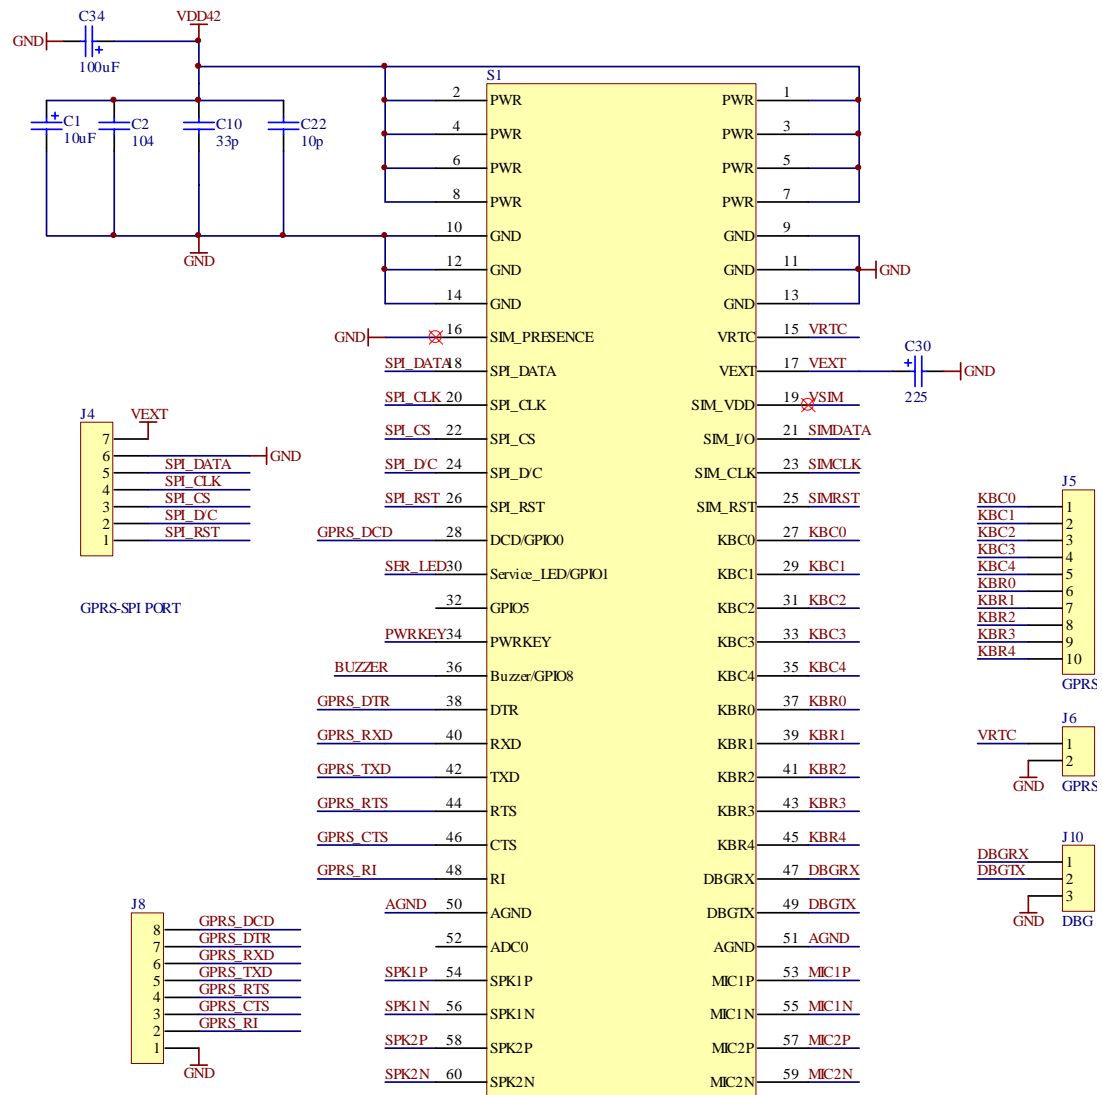 C34
VDD42
GND
100uF
S1
C1
10uF
C2
104
C10
33p
C22
10p
GND
2 PWR PWR 1
4 PWR PWR 3
6 PWR PWR 5
8 PWR PWR 7
10 GND GND 9
12 GND GND 11 GND
14 GND GND 13
GND 16 SIM_PRESENCE VRTC 15 VRTC
SPI_DATA 18 SPI_DATA VEXT 17 VEXT
C30
225
GND
SPI_CLK 20 SPI_CLK SIM_VDD 19 VSIM
SPI_CS 22 SPI_CS SIM_I/O 21 SIMDATA
SPI_D/C 24 SPI_D/C SIM_CLK 23 SIMCLK
SPI_RST 26 SPI_RST SIM_RST 25 SIMRST
GPRS_DCD 28 DCD/GPIO0 KBC0 27 KBC0
SER_LED 30 Service_LED/GPIO1 KBC1 29 KBC1
32 GPIO5 KBC2 31 KBC2
PWRKEY 34 PWRKEY KBC3 33 KBC3
BUZZER 36 Buzzer/GPIO8 KBC4 35 KBC4
GPRS_DTR 38 DTR KBR0 37 KBR0
GPRS_RXD 40 RXD KBR1 39 KBR1
GPRS_TXD 42 TXD KBR2 41 KBR2
GPRS_RTS 44 RTS KBR3 43 KBR3
GPRS_CTS 46 CTS KBR4 45 KBR4
GPRS_RI 48 RI DBGRX 47 DBGRX
AGND 50 AGND DBGTX 49 DBGTX
52 ADC0 AGND 51 AGND
SPK1P 54 SPK1P MIC1P 53 MIC1P
SPK1N 56 SPK1N MIC1N 55 MIC1N
SPK2P 58 SPK2P MIC2P 57 MIC2P
SPK2N 60 SPK2N MIC2N 59 MIC2N
J4
VEXT
7
6 GND
5 SPI_DATA
4 SPI_CLK
3 SPI_CS
2 SPI_D/C
1 SPI_RST
GPRS-SPI PORT
J8
8 GPRS_DCD
7 GPRS_DTR
6 GPRS_RXD
5 GPRS_TXD
4 GPRS_RTS
3 GPRS_CTS
2 GPRS_RI
1
GND
J5
KBC0 1
KBC1 2
KBC2 3
KBC3 4
KBC4 5
KBR0 6
KBR1 7
KBR2 8
KBR3 9
KBR4 10
GPRS
J6
VRTC 1
2
GND GPRS
J10
DBGRX 1
DBGTX 2
3
GND DBG